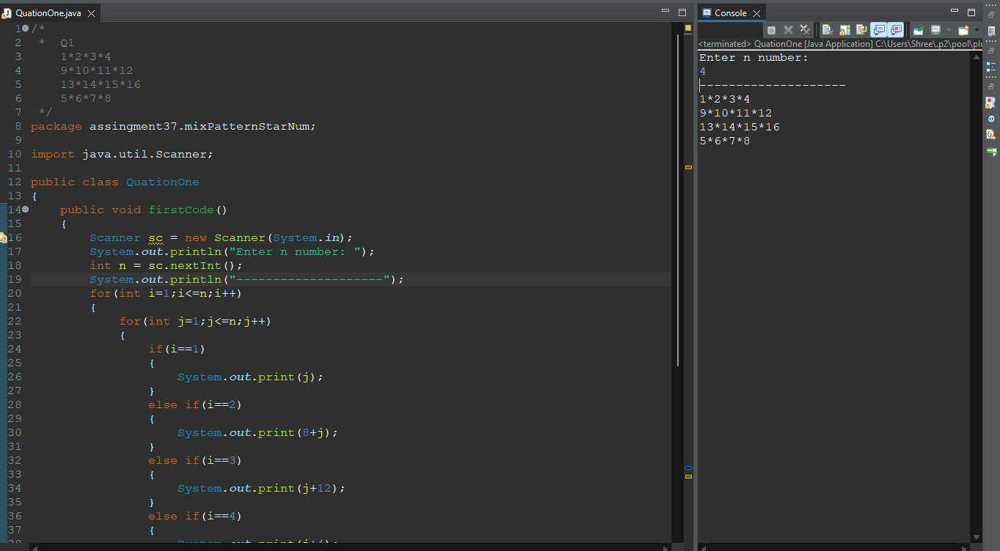 QuationOne.java
1 /*
2  *  Q1
3    1*2*3*4
4    9*10*11*12
5    13*14*15*16
6    5*6*7*8
7  */
8 package assingment37.mixPatternStarNum;
9
10 import java.util.Scanner;
11
12 public class QuationOne
13 {
14    public void firstCode()
15    {
16        Scanner sc = new Scanner(System.in);
17        System.out.println("Enter n number: ");
18        int n = sc.nextInt();
19        System.out.println("--------------------");
20        for(int i=1;i<=n;i++)
21        {
22            for(int j=1;j<=n;j++)
23            {
24                if(i==1)
25                {
26                    System.out.print(j);
27                }
28                else if(i==2)
29                {
30                    System.out.print(8+j);
31                }
32                else if(i==3)
33                {
34                    System.out.print(j+12);
35                }
36                else if(i==4)
37                {
38                    System.out.print(j+4);
Console
<terminated> QuationOne [Java Application] C:\Users\Shree\.p2\pool\plu
Enter n number:
4
--------------------
1*2*3*4
9*10*11*12
13*14*15*16
5*6*7*8